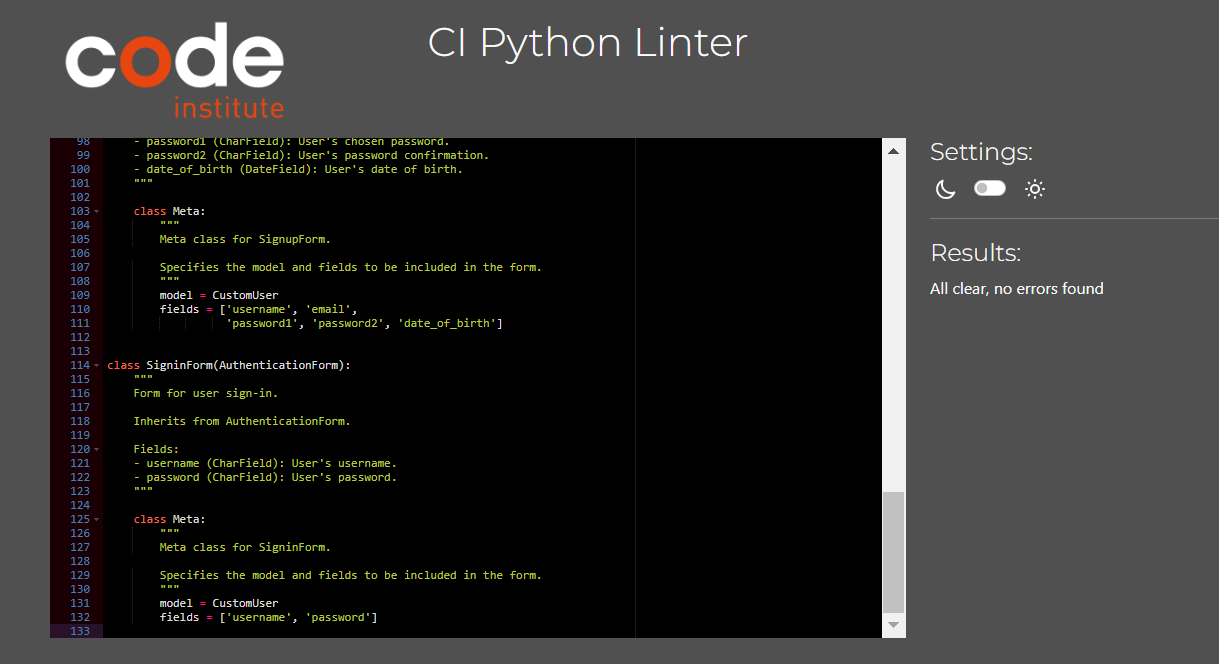 code
institute
CI Python Linter
98 - password1 (CharField): User's chosen password.
99 - password2 (CharField): User's password confirmation.
100 - date_of_birth (DateField): User's date of birth.
101 """
102
103 class Meta:
104 """
105 Meta class for SignupForm.
106
107 Specifies the model and fields to be included in the form.
108 """
109 model = CustomUser
110 fields = ['username', 'email',
111 'password1', 'password2', 'date_of_birth']
112
113
114 class SigninForm(AuthenticationForm):
115 """
116 Form for user sign-in.
117
118 Inherits from AuthenticationForm.
119
120 Fields:
121 - username (CharField): User's username.
122 - password (CharField): User's password.
123 """
124
125 class Meta:
126 """
127 Meta class for SigninForm.
128
129 Specifies the model and fields to be included in the form.
130 """
131 model = CustomUser
132 fields = ['username', 'password']
133
Settings:
Results:
All clear, no errors found